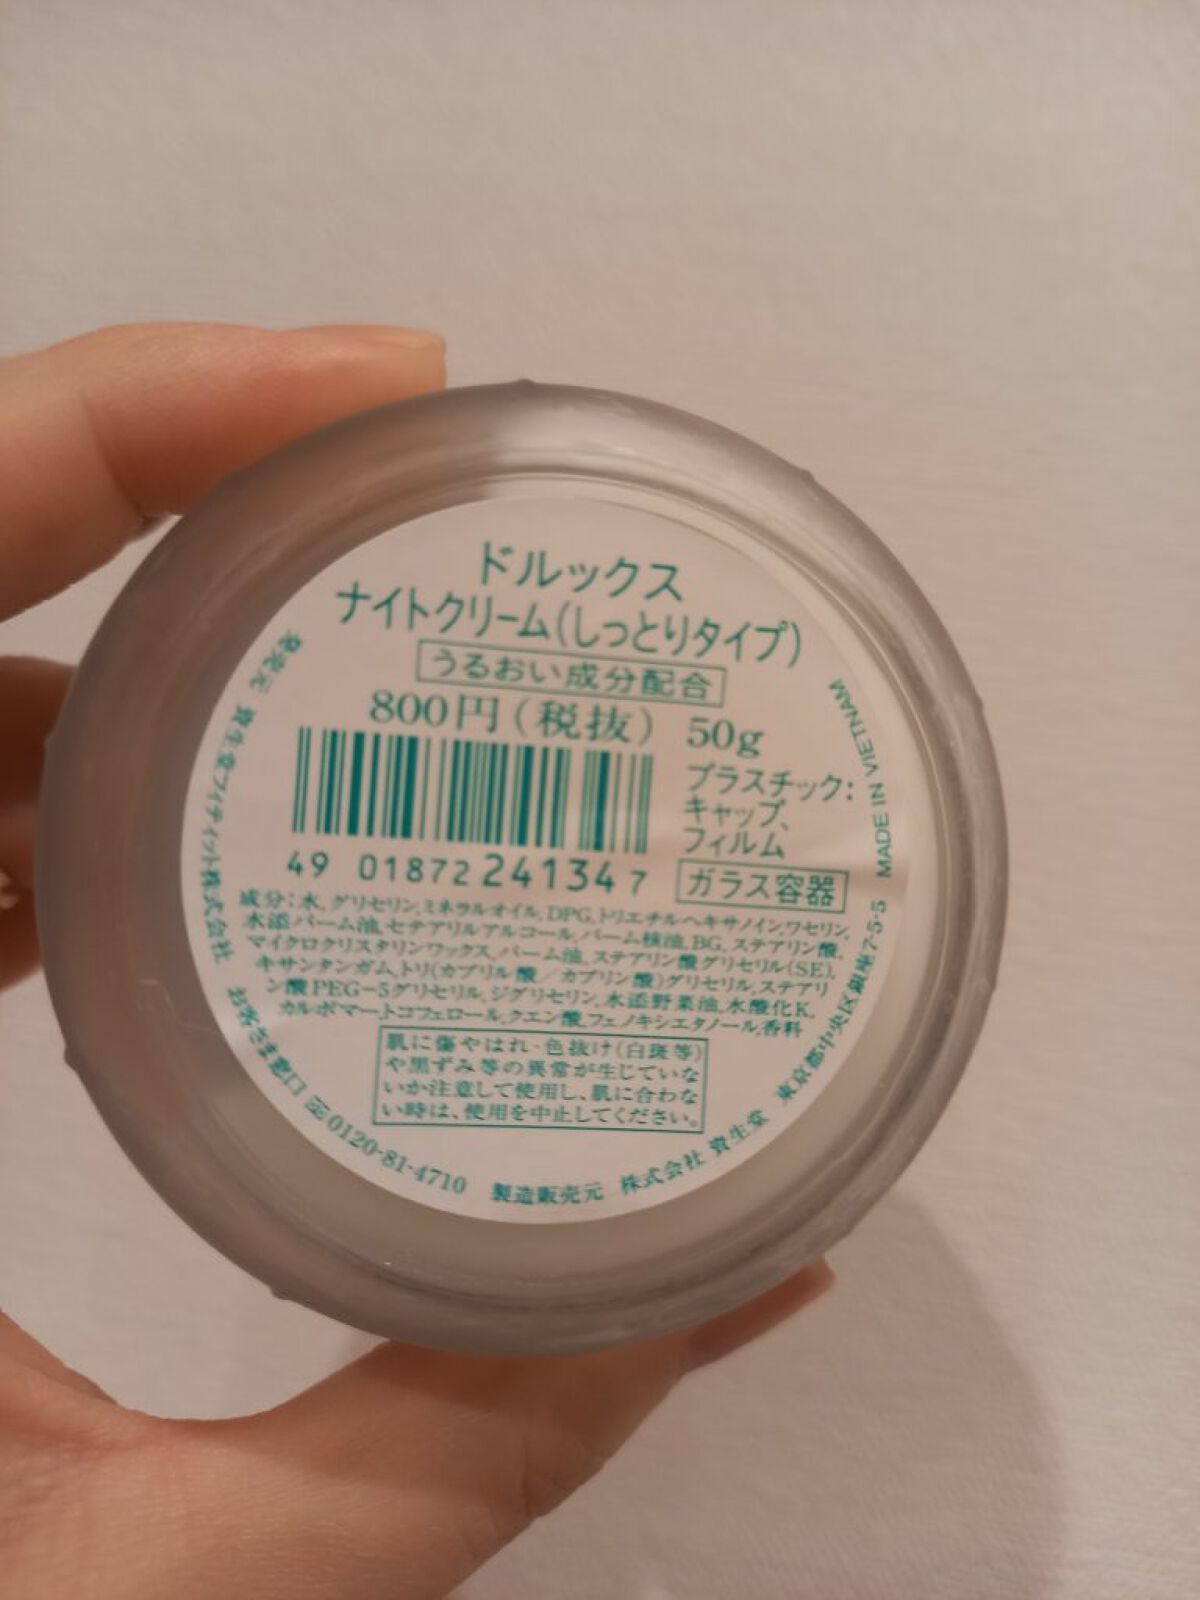 ドルックス
ナイトクリーム(しっとりタイプ)
うるおい成分配合
800円(税抜) 50g
プラスチック:
キャップ、
フィルム
ガラス容器
49 01872 24134 7
成分:水,グリセリン,ミネラルオイル,DPG,トリエチルヘキサノイン,ワセリン,
水添パーム油,セテアリルアルコール,パーム核油,BG,ステアリン酸,
マイクロクリスタリンワックス,パーム油,ステアリン酸グリセリル(SE),
キサンタンガム,トリ(カプリル酸/カプリン酸)グリセリル,ステアリ
ン酸PEG-5グリセリル,ジグリセリン,水添野菜油,水酸化K,
カルボマー,トコフェロール,クエン酸,フェノキシエタノール,香料
肌に傷やはれ・色抜け(白斑等)
や黒ずみ等の異常が生じていな
いか注意して使用し、肌に合わな
い時は、使用を中止してください。
発売元 資生堂フィティット株式会社
お客さま窓口 0120-81-4710
製造販売元 株式会社 資生堂 東京都中央区銀座7-5-5 MADE IN VIETNAM